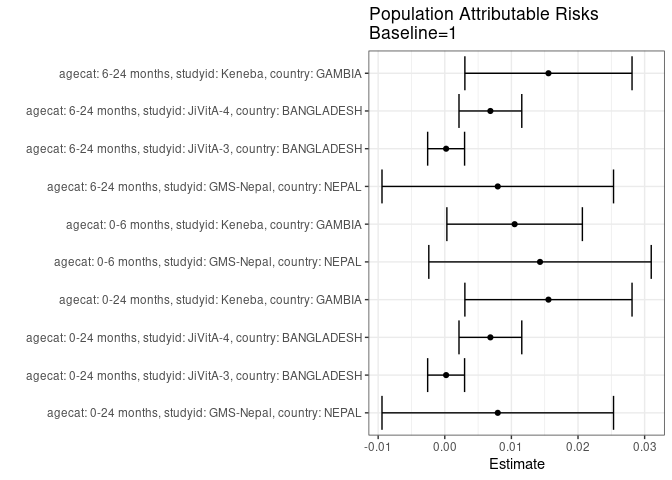 Population Attributable Risks
Baseline=1
agecat: 6-24 months, studyid: Keneba, country: GAMBIA
agecat: 6-24 months, studyid: JiVitA-4, country: BANGLADESH
agecat: 6-24 months, studyid: JiVitA-3, country: BANGLADESH
agecat: 6-24 months, studyid: GMS-Nepal, country: NEPAL
agecat: 0-6 months, studyid: Keneba, country: GAMBIA
agecat: 0-6 months, studyid: GMS-Nepal, country: NEPAL
agecat: 0-24 months, studyid: Keneba, country: GAMBIA
agecat: 0-24 months, studyid: JiVitA-4, country: BANGLADESH
agecat: 0-24 months, studyid: JiVitA-3, country: BANGLADESH
agecat: 0-24 months, studyid: GMS-Nepal, country: NEPAL
-0.01 0.00 0.01 0.02 0.03
Estimate